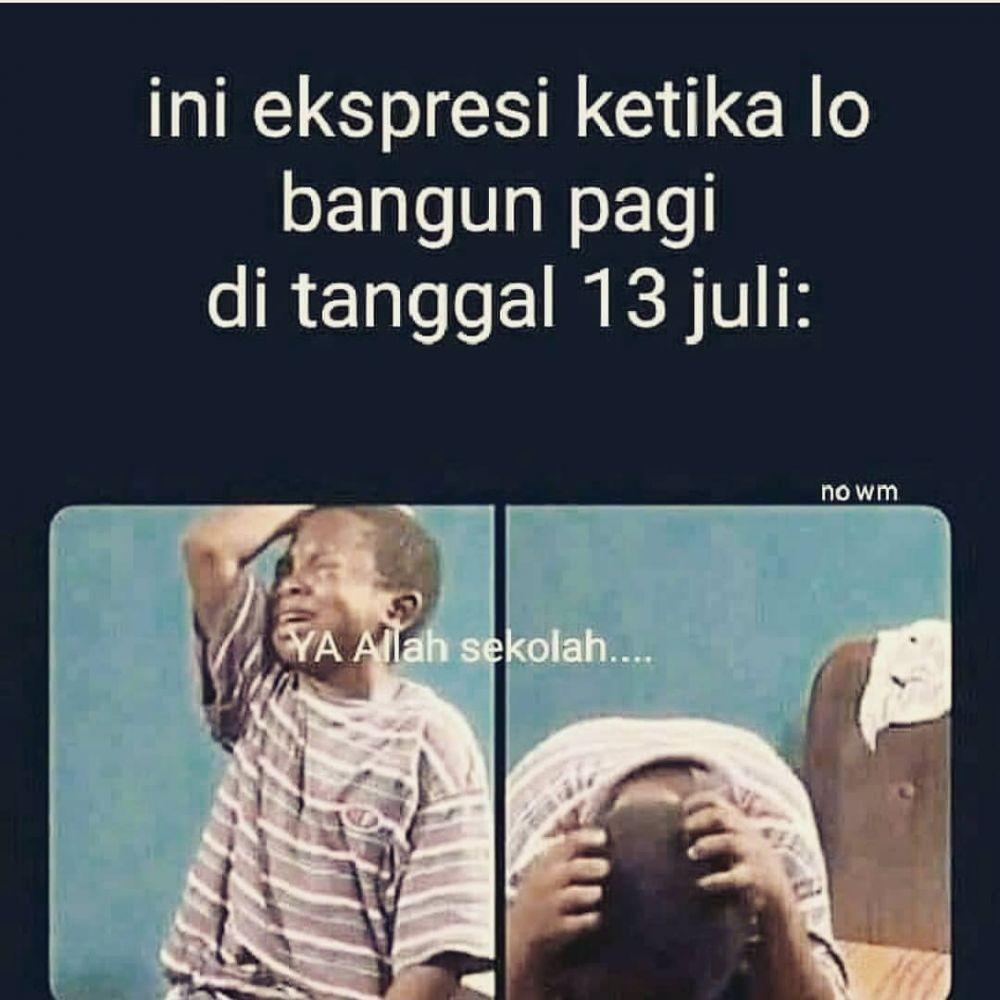 ini ekspresi ketika lo
bangun pagi
di tanggal 13 juli:
no wm
YA Allah sekolah....